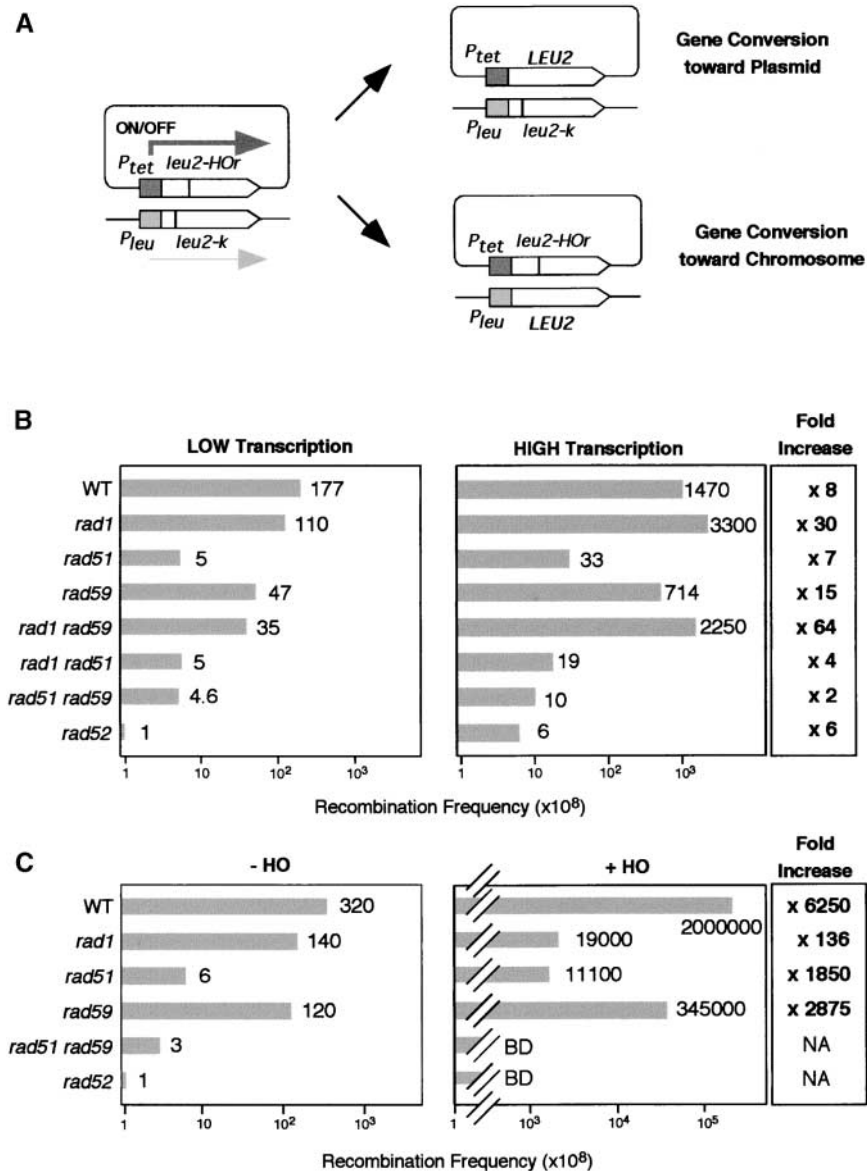 A
ON/OFF
Ptet leu2-HOr
Pleu leu2-k
Ptet LEU2
Pleu leu2-k
Gene Conversion
toward Plasmid
Ptet leu2-HOr
Pleu LEU2
Gene Conversion
toward Chromosome
B
LOW Transcription
HIGH Transcription
Fold
Increase
WT 177 1470 x 8
rad1 110 3300 x 30
rad51 5 33 x 7
rad59 47 714 x 15
rad1 rad59 35 2250 x 64
rad1 rad51 5 19 x 4
rad51 rad59 4.6 10 x 2
rad52 1 6 x 6
1 10 10² 10³ 1 10 10² 10³
Recombination Frequency (x10⁸)
C
- HO
+ HO
Fold
Increase
WT 320 2000000 x 6250
rad1 140 19000 x 136
rad51 6 11100 x 1850
rad59 120 345000 x 2875
rad51 rad59 3 BD NA
rad52 1 BD NA
1 10 10² 10³ 1 10³ 10⁴ 10⁵
Recombination Frequency (x10⁸)